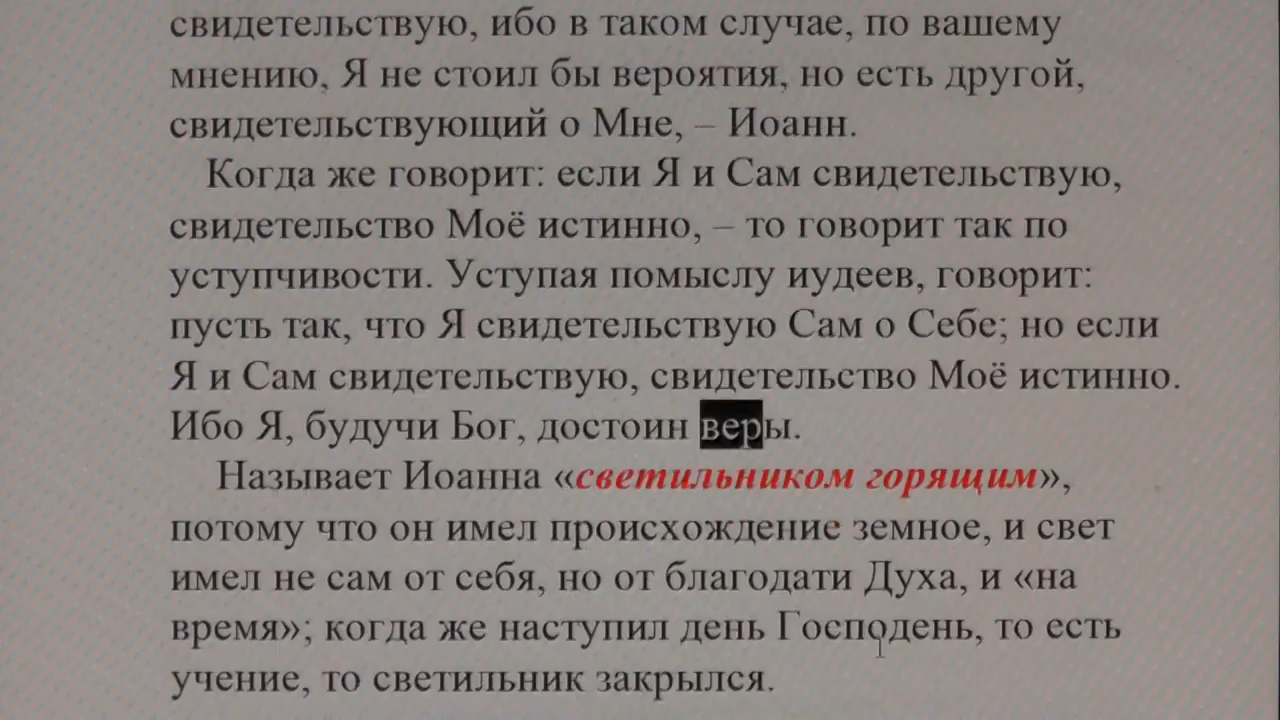 свидетельствую, ибо в таком случае, по вашему
мнению, Я не стоил бы вероятия, но есть другой,
свидетельствующий о Мне, – Иоанн.
Когда же говорит: если Я и Сам свидетельствую,
свидетельство Моё истинно, – то говорит так по
уступчивости. Уступая помыслу иудеев, говорит:
пусть так, что Я свидетельствую Сам о Себе; но если
Я и Сам свидетельствую, свидетельство Моё истинно.
Ибо Я, будучи Бог, достоин веры.
Называет Иоанна «светильником горящим»,
потому что он имел происхождение земное, и свет
имел не сам от себя, но от благодати Духа, и «на
время»; когда же наступил день Господень, то есть
учение, то светильник закрылся.